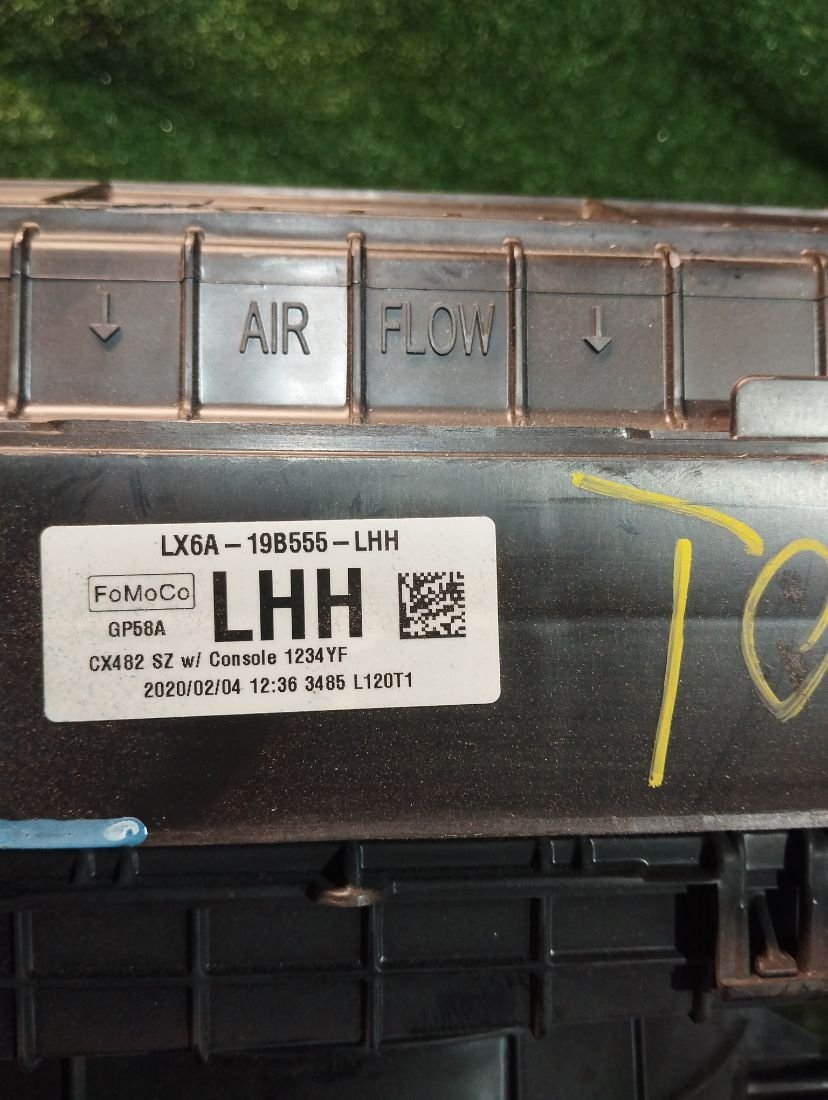 ↓ AIR FLOW ↓
LX6A-19B555-LHH
FoMoCo
LHH
GP58A
CX482 SZ w/ Console 1234YF
2020/02/04 12:36 3485 L120T1
TO